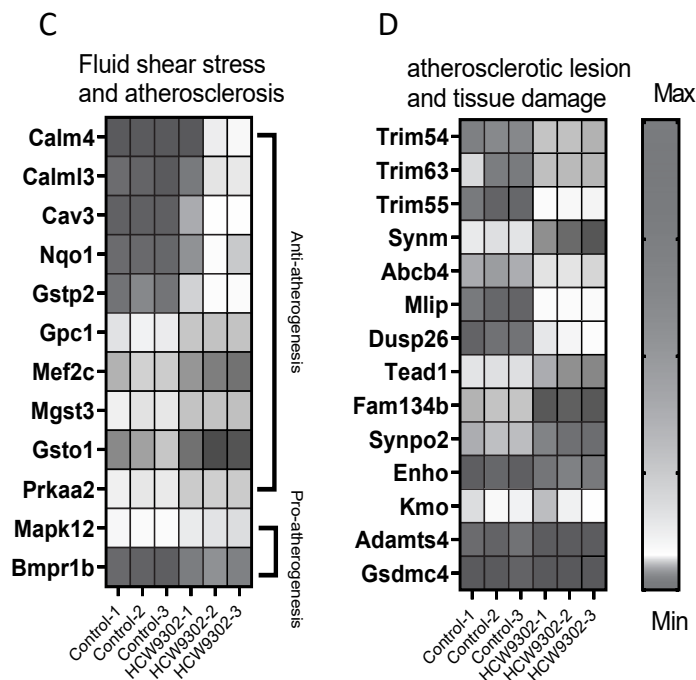 C
Fluid shear stress
and atherosclerosis
Calm4
Calml3
Cav3
Nqo1
Gstp2
Gpc1
Mef2c
Mgst3
Gsto1
Prkaa2
Mapk12
Bmpr1b
Anti-atherogenesis
Pro-atherogenesis
Control-1
Control-2
Control-3
HCW9302-1
HCW9302-2
HCW9302-3
D
atherosclerotic lesion
and tissue damage
Trim54
Trim63
Trim55
Synm
Abcb4
Mlip
Dusp26
Tead1
Fam134b
Synpo2
Enho
Kmo
Adamts4
Gsdmc4
Control-1
Control-2
Control-3
HCW9302-1
HCW9302-2
HCW9302-3
Max
Min